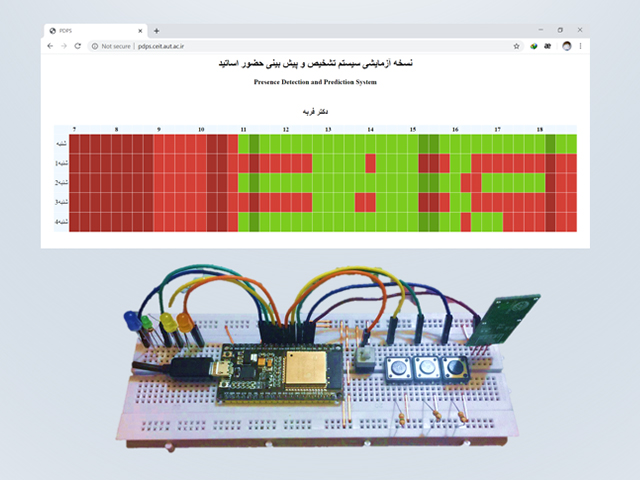 PDPS
Not secure | pdps.ceit.aut.ac.ir
نسخه آزمایشی سیستم تشخیص و پیش بینی حضور اساتید
Presence Detection and Prediction System
دکتر فربه
7 8 9 10 11 12 13 14 15 16 17 18
شنبه
1شنبه
2شنبه
3شنبه
4شنبه